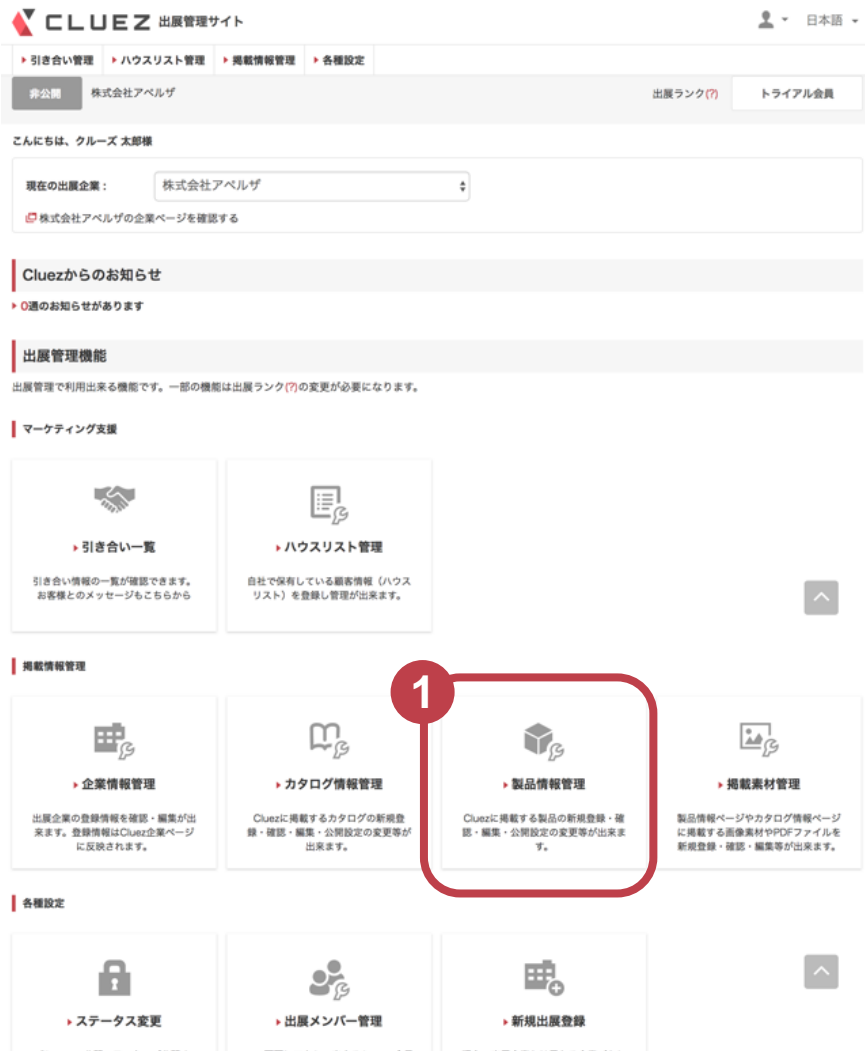 CLUEZ 出展管理サイト
日本語
引き合い管理 ハウスリスト管理 掲載情報管理 各種設定
非公開 株式会社アペルザ 出展ランク(?) トライアル会員
こんにちは、クルーズ 太郎様
現在の出展企業： 株式会社アペルザ
株式会社アペルザの企業ページを確認する
Cluezからのお知らせ
0通のお知らせがあります
出展管理機能
出展管理で利用出来る機能です。一部の機能は出展ランク(?)の変更が必要になります。
マーケティング支援
引き合い一覧
引き合い情報の一覧が確認できます。
お客様とのメッセージもこちらから
ハウスリスト管理
自社で保有している顧客情報（ハウス
リスト）を登録し管理が出来ます。
掲載情報管理
1
企業情報管理
出展企業の登録情報を確認・編集が出
来ます。登録情報はCluez企業ページ
に反映されます。
カタログ情報管理
Cluezに掲載するカタログの新規登
録・確認・編集・公開設定の変更等が
出来ます。
製品情報管理
Cluezに掲載する製品の新規登録・確
認・編集・公開設定の変更等が出来ま
す。
掲載素材管理
製品情報ページやカタログ情報ページ
に掲載する画像素材やPDFファイルを
新規登録・確認・編集等が出来ます。
各種設定
ステータス変更
出展メンバー管理
新規出展登録